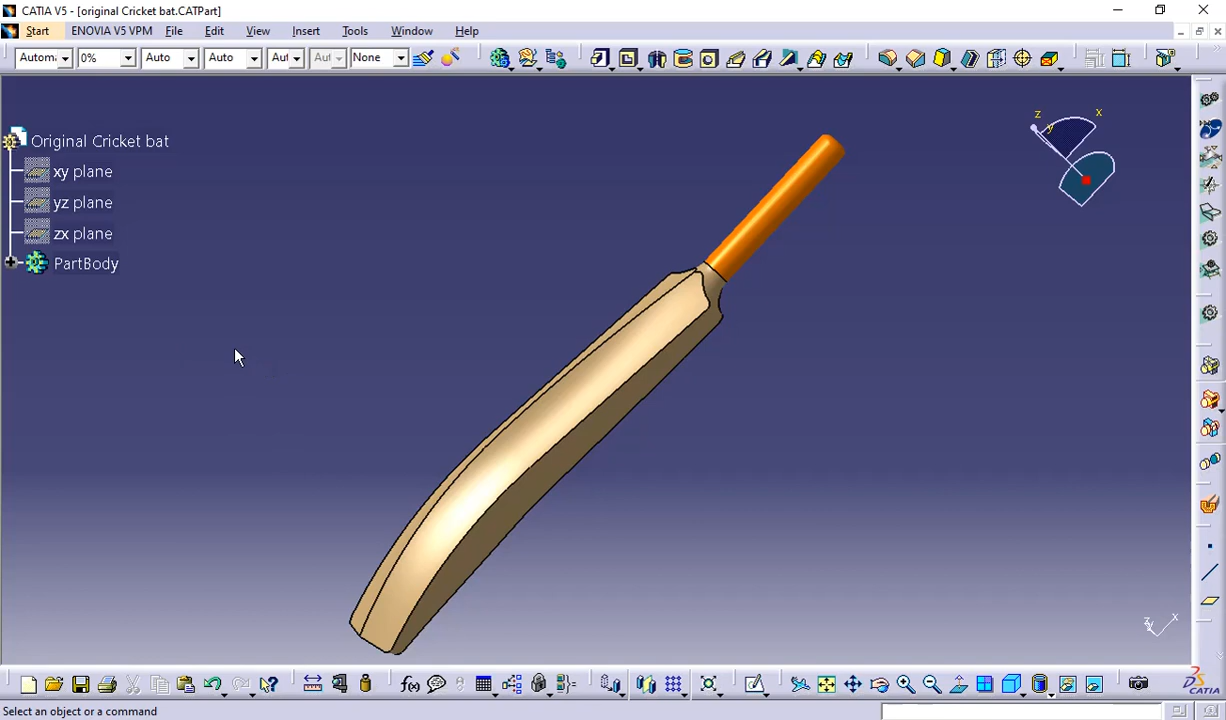 CATIA V5 - [original Cricket bat.CATPart]
Start ENOVIA V5 VPM File Edit View Insert Tools Window Help
Automa 0% Auto Auto Aut Aut None
Original Cricket bat
xy plane
yz plane
zx plane
PartBody
z x
y
x
z
y
f(x)
CATIA
Select an object or a command